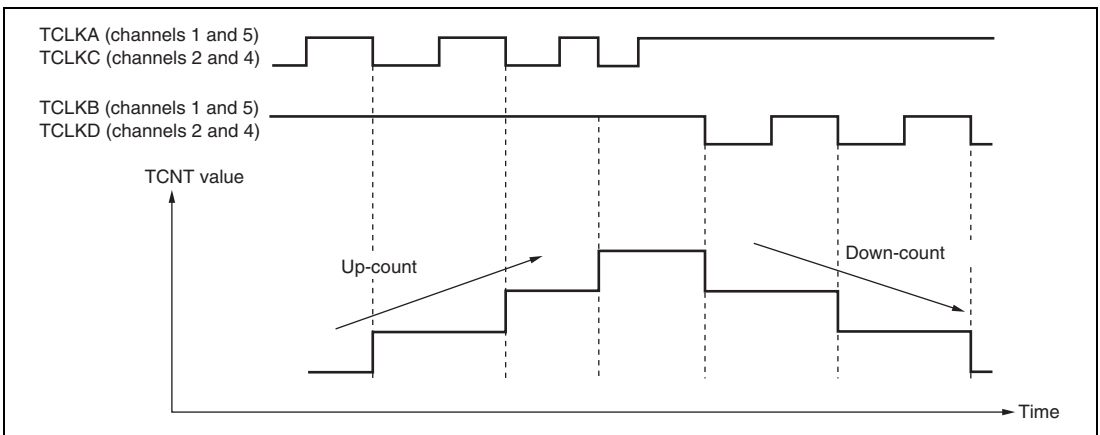 TCLKA (channels 1 and 5)
TCLKC (channels 2 and 4)
TCLKB (channels 1 and 5)
TCLKD (channels 2 and 4)
TCNT value
Up-count
Down-count
Time